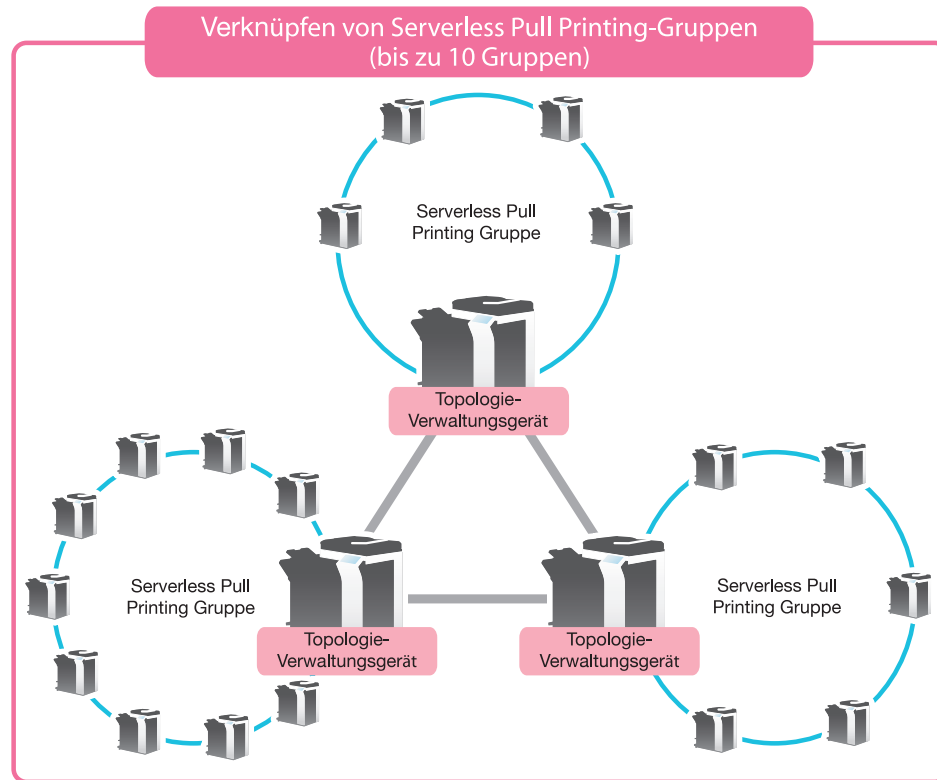 Verknüpfen von Serverless Pull Printing-Gruppen
(bis zu 10 Gruppen)
Serverless Pull
Printing Gruppe
Topologie-
Verwaltungsgerät
Serverless Pull
Printing Gruppe
Topologie-
Verwaltungsgerät
Topologie-
Verwaltungsgerät
Serverless Pull
Printing Gruppe